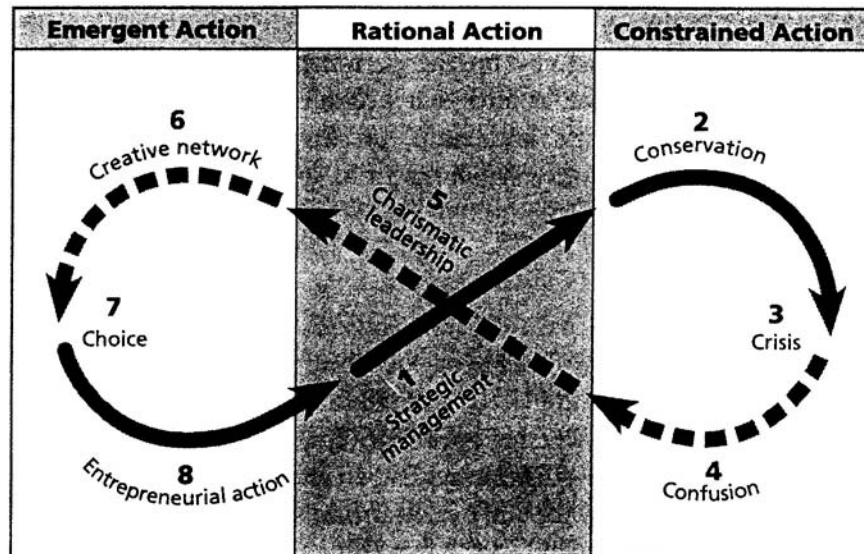 Emergent Action
Rational Action
Constrained Action
6
Creative network
5
Charismatic
leadership
2
Conservation
7
Choice
3
Crisis
1
Strategic
management
8
Entrepreneurial action
4
Confusion